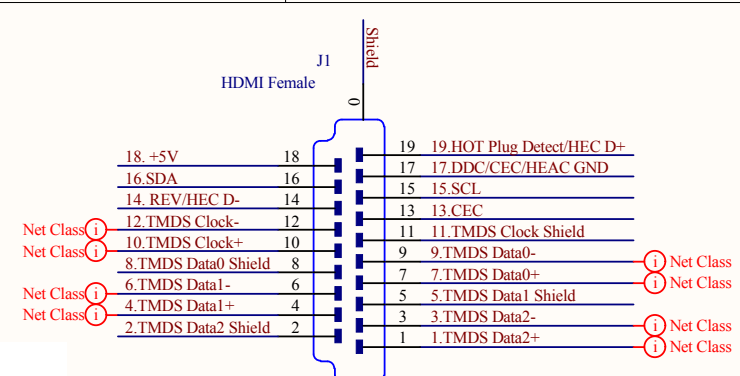 Shield
J1
HDMI Female
0
19 19.HOT Plug Detect/HEC D+
18. +5V 18
17 17.DDC/CEC/HEAC GND
16.SDA 16
15 15.SCL
14. REV/HEC D- 14
13 13.CEC
Net Class i 12.TMDS Clock- 12
11 11.TMDS Clock Shield
Net Class i 10.TMDS Clock+ 10
9 9.TMDS Data0- i Net Class
8.TMDS Data0 Shield 8
7 7.TMDS Data0+ i Net Class
Net Class i 6.TMDS Data1- 6
5 5.TMDS Data1 Shield
Net Class i 4.TMDS Data1+ 4
3 3.TMDS Data2- i Net Class
2.TMDS Data2 Shield 2
1 1.TMDS Data2+ i Net Class